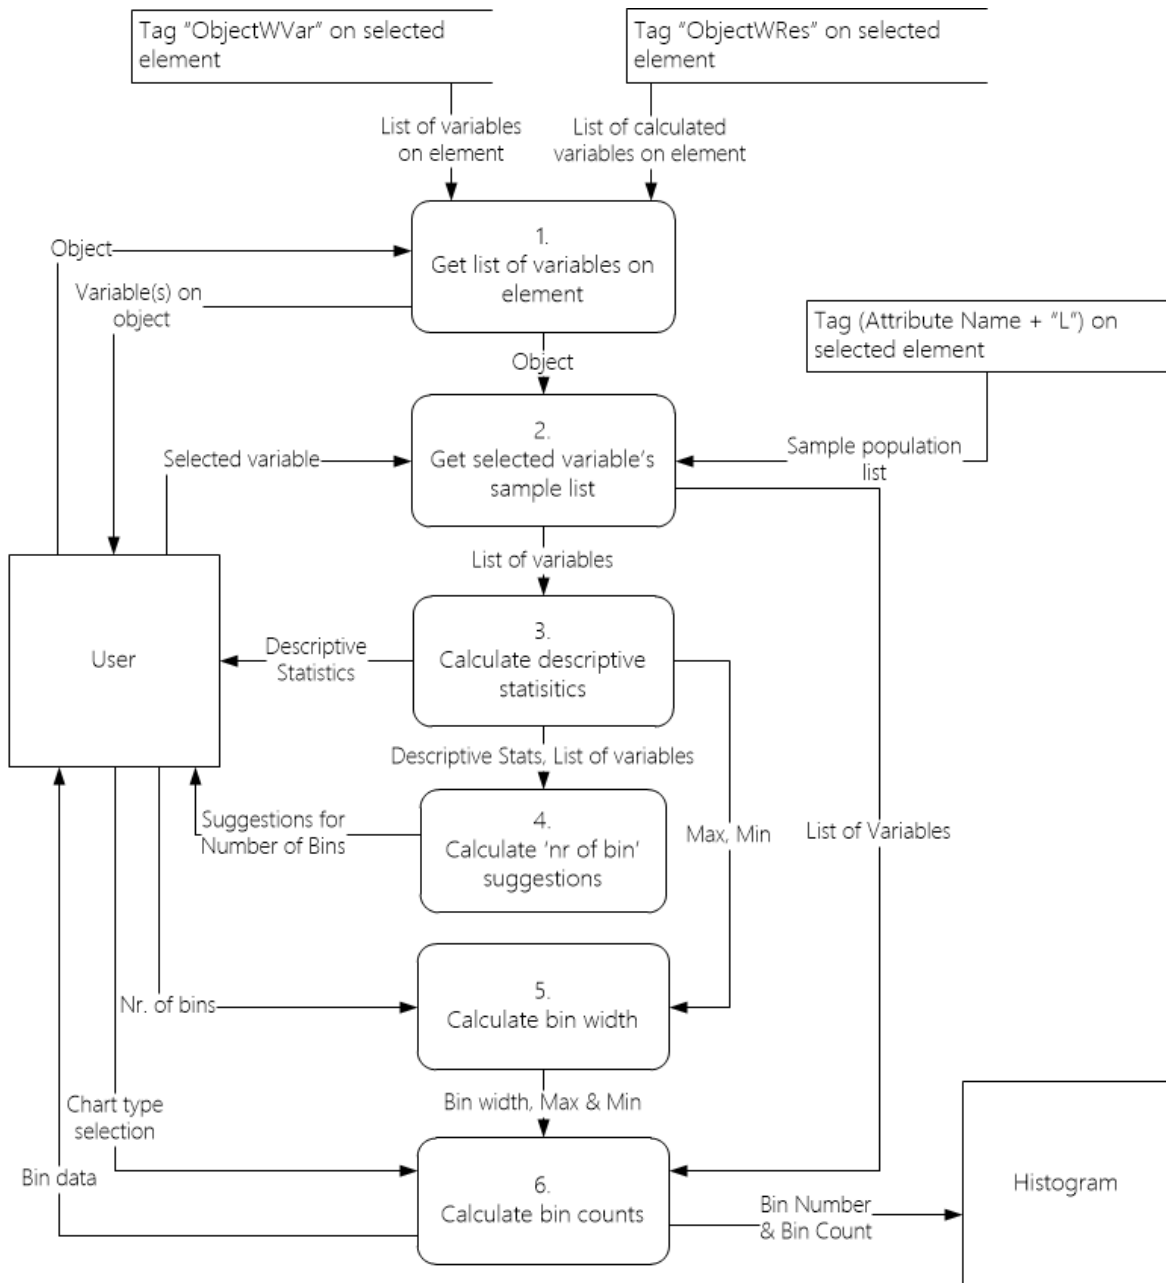 Tag “ObjectWVar” on selected
element
Tag “ObjectWRes” on selected
element
List of variables
on element
List of calculated
variables on element
1.
Get list of variables on
element
Object
Variable(s) on
object
Tag (Attribute Name + “L”) on
selected element
Object
2.
Get selected variable’s
sample list
Selected variable
Sample population
list
List of variables
User
Descriptive
Statistics
3.
Calculate descriptive
statisitics
Descriptive Stats, List of variables
Suggestions for
Number of Bins
4.
Calculate ‘nr of bin’
suggestions
Max, Min
List of Variables
Nr. of bins
5.
Calculate bin width
Bin width, Max & Min
Chart type
selection
Bin data
6.
Calculate bin counts
Bin Number
& Bin Count
Histogram